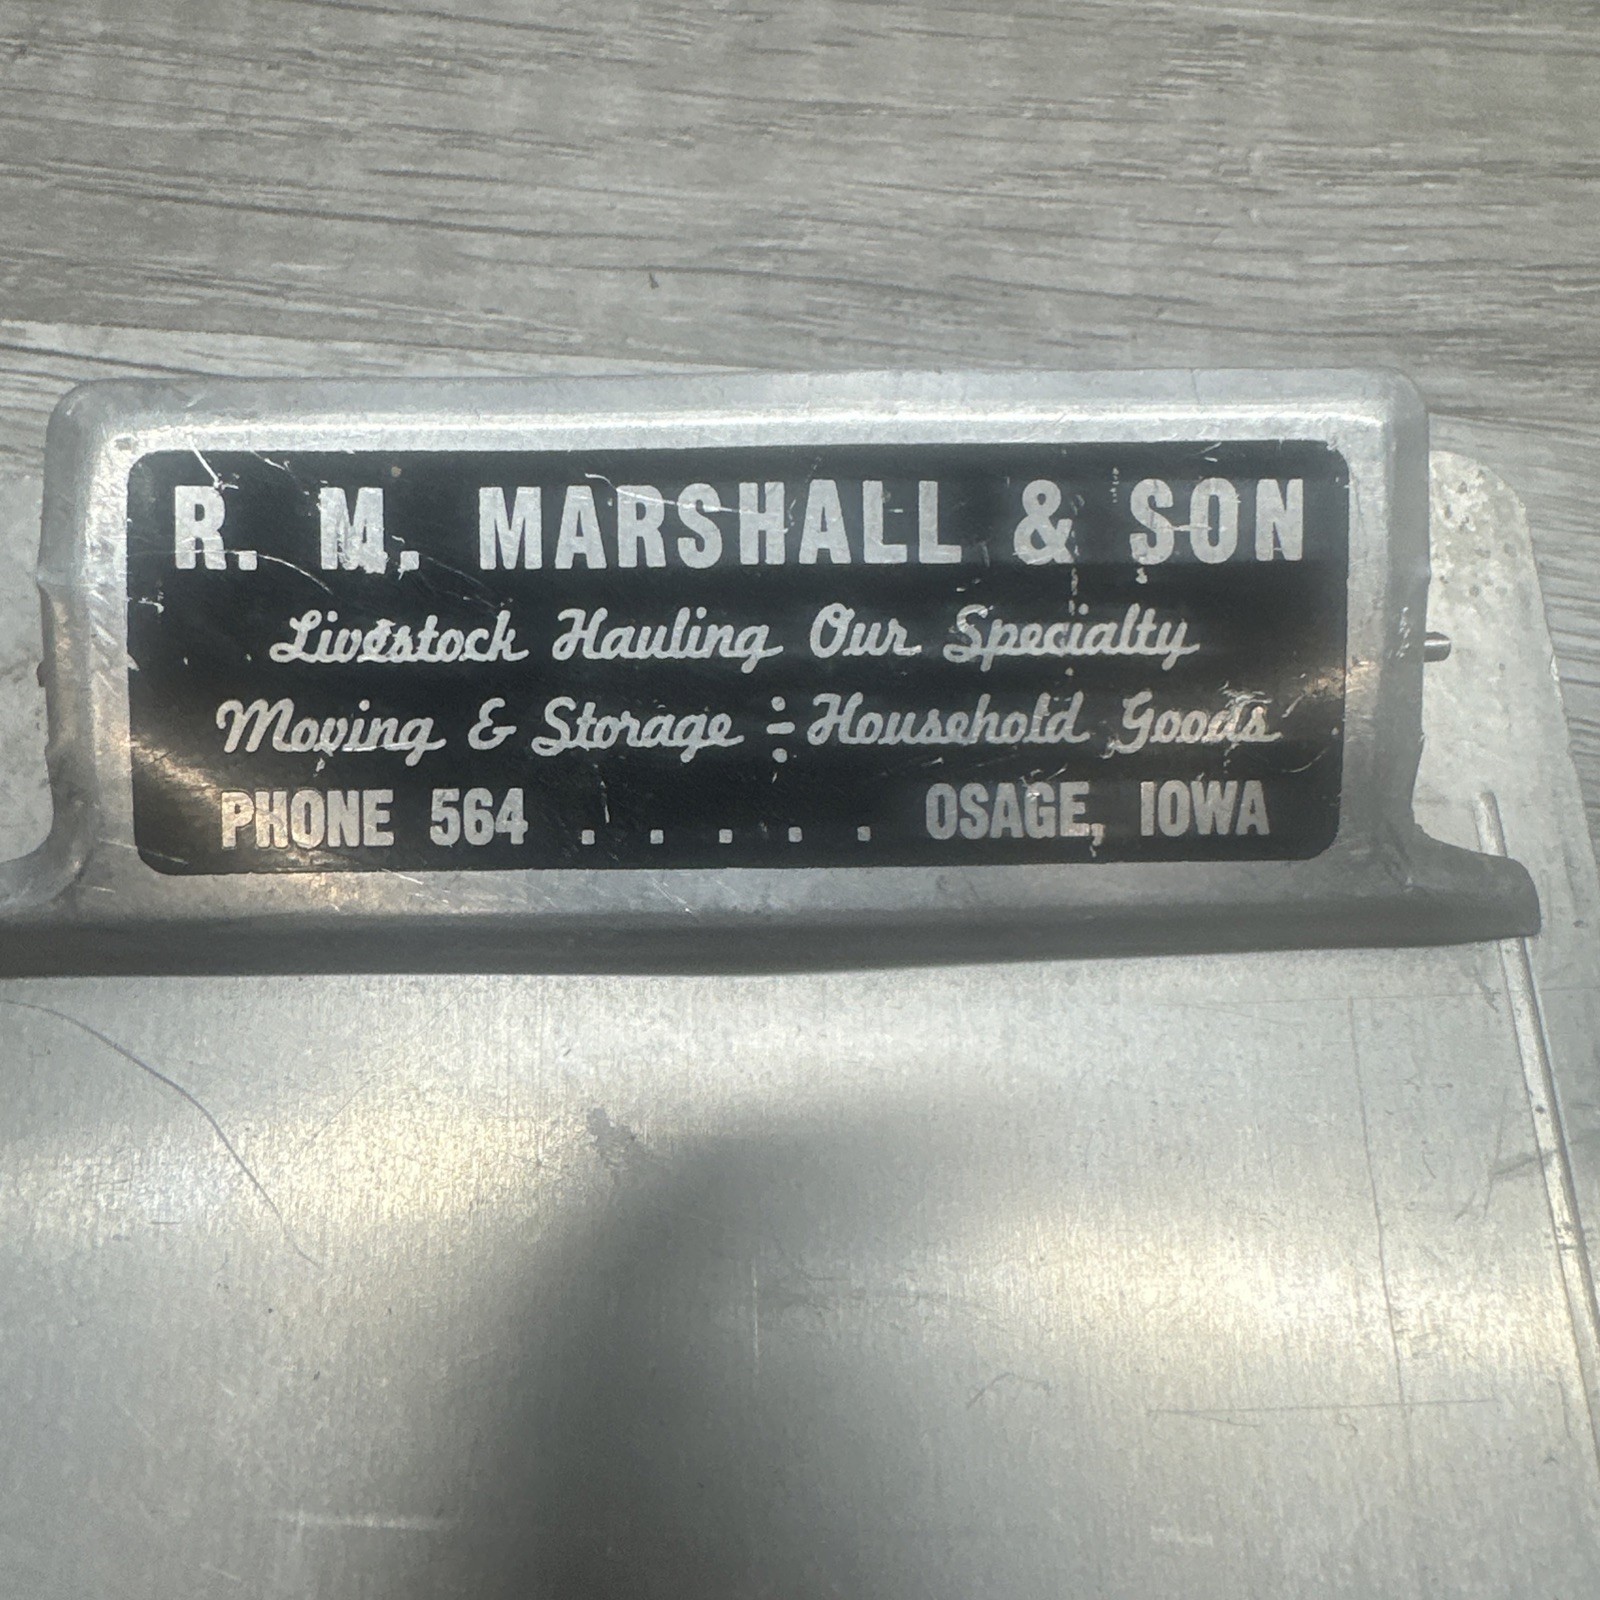 R. M. MARSHALL & SON
Livestock Hauling Our Specialty
Moving & Storage ÷ Household Goods
PHONE 564 . . . . . OSAGE, IOWA